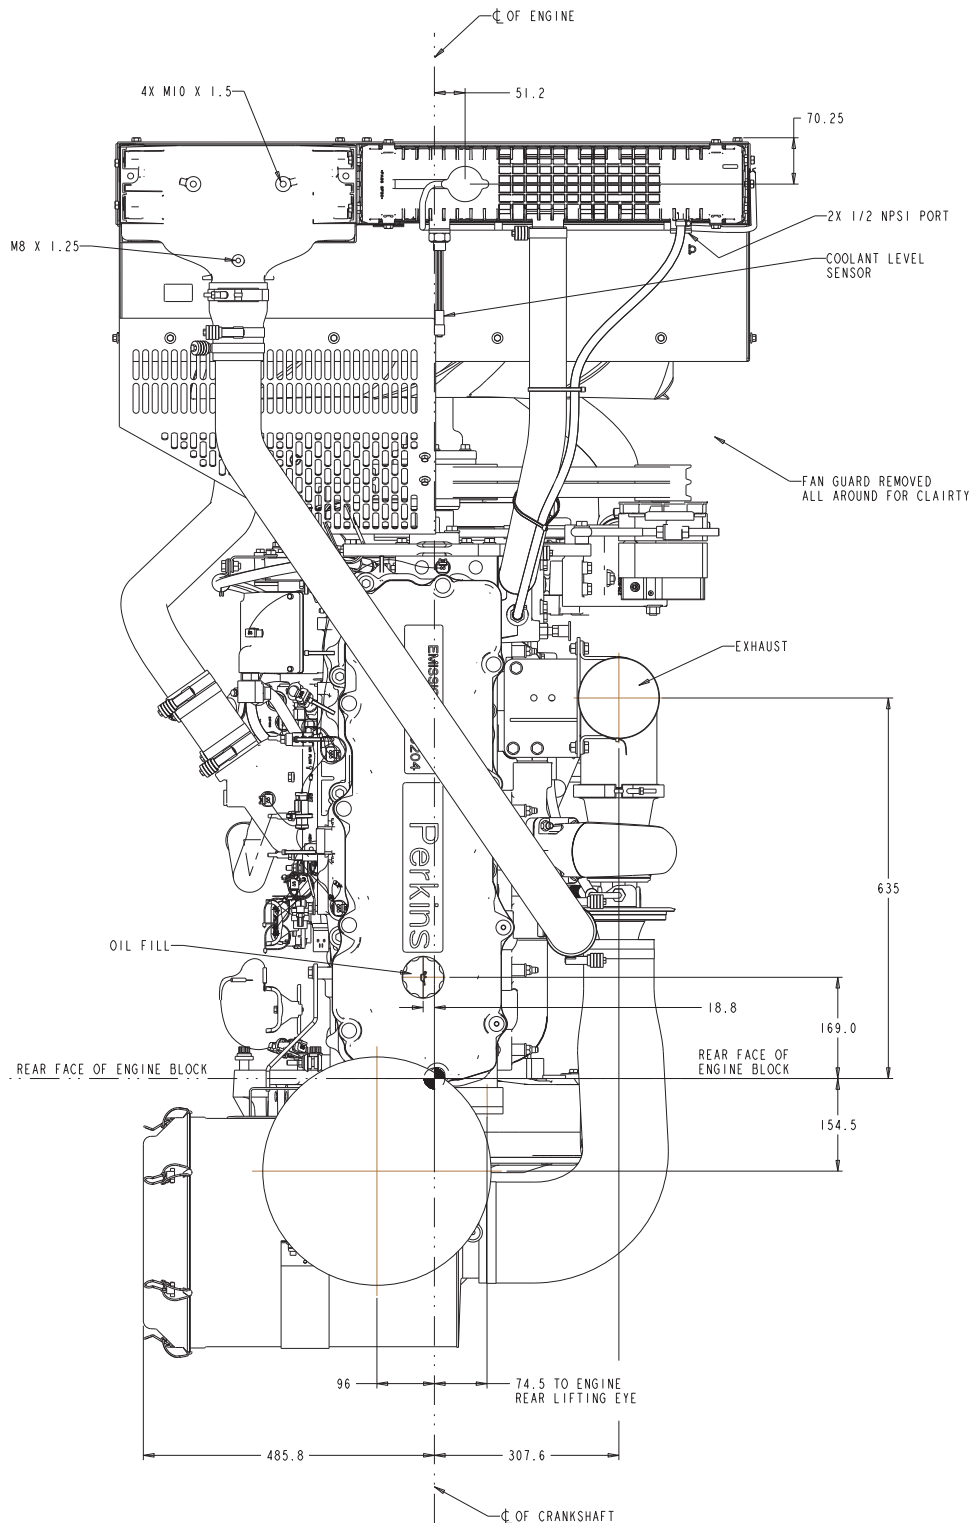 ℄ OF ENGINE
4X M10 X 1.5
51.2
70.25
2X 1/2 NPSI PORT
M8 X 1.25
COOLANT LEVEL
SENSOR
FAN GUARD REMOVED
ALL AROUND FOR CLAIRTY
EXHAUST
EMISS
204
Perkins
635
OIL FILL
18.8
169.0
REAR FACE OF ENGINE BLOCK
REAR FACE OF
ENGINE BLOCK
154.5
96
74.5 TO ENGINE
REAR LIFTING EYE
485.8
307.6
℄ OF CRANKSHAFT